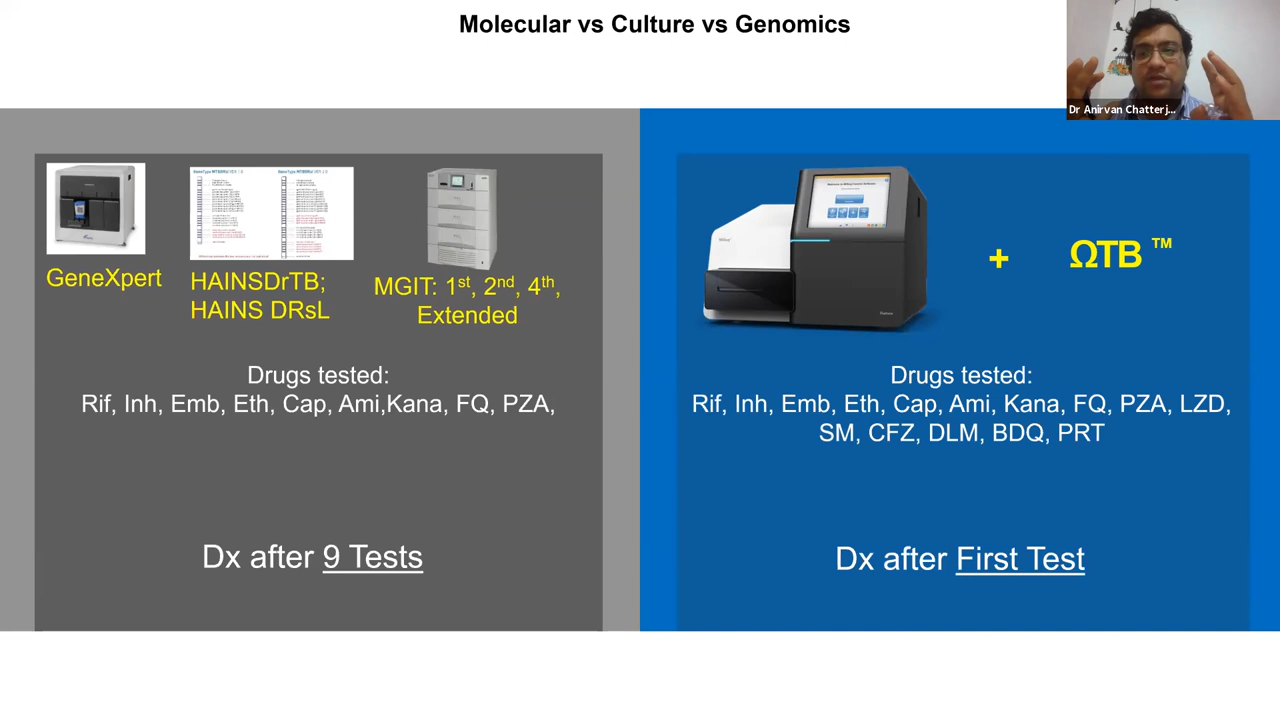 Molecular vs Culture vs Genomics
Dr Anirvan Chatterj...
GeneXpert
HAINSDrTB;
HAINS DRsL
MGIT: 1st, 2nd, 4th,
Extended
Drugs tested:
Rif, Inh, Emb, Eth, Cap, Ami,Kana, FQ, PZA,
Dx after 9 Tests
+ ΩTB ™
Drugs tested:
Rif, Inh, Emb, Eth, Cap, Ami, Kana, FQ, PZA, LZD,
SM, CFZ, DLM, BDQ, PRT
Dx after First Test